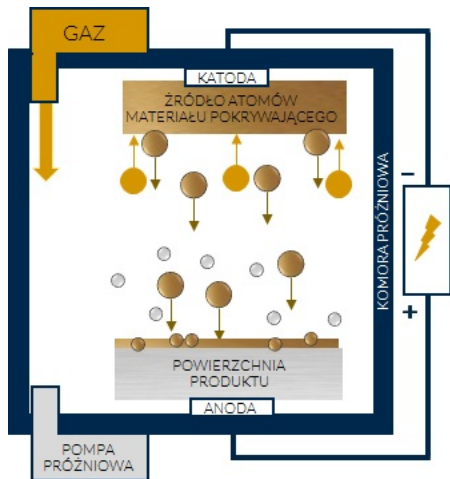 GAZ
KATODA
ŹRÓDŁO ATOMÓW
MATERIAŁU POKRYWAJĄCEGO
KOMORA PRÓŻNIOWA
–
+
POWIERZCHNIA
PRODUKTU
ANODA
POMPA
PRÓŻNIOWA